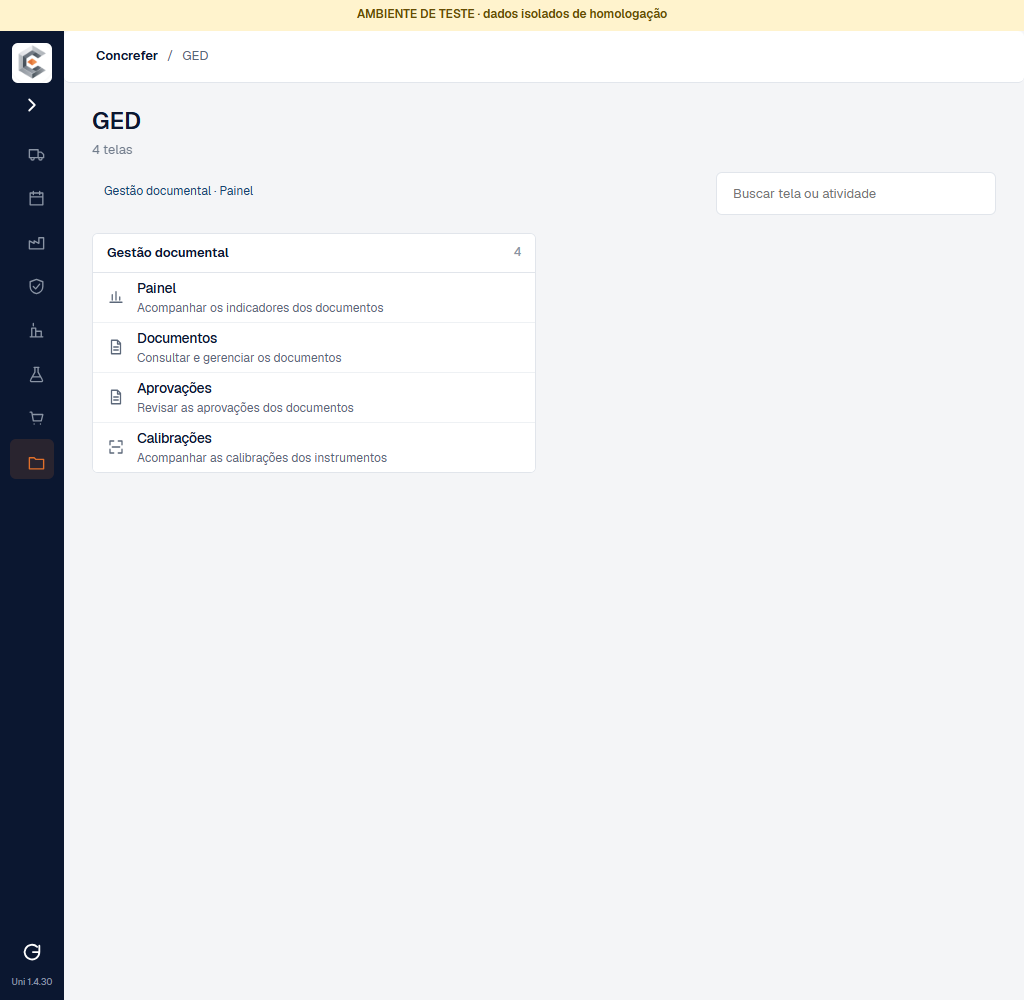 AMBIENTE DE TESTE · dados isolados de homologação
Concrefer / GED
GED
4 telas
Gestão documental · Painel
Buscar tela ou atividade
Gestão documental 4
Painel
Acompanhar os indicadores dos documentos
Documentos
Consultar e gerenciar os documentos
Aprovações
Revisar as aprovações dos documentos
Calibrações
Acompanhar as calibrações dos instrumentos
Uni 1.4.30